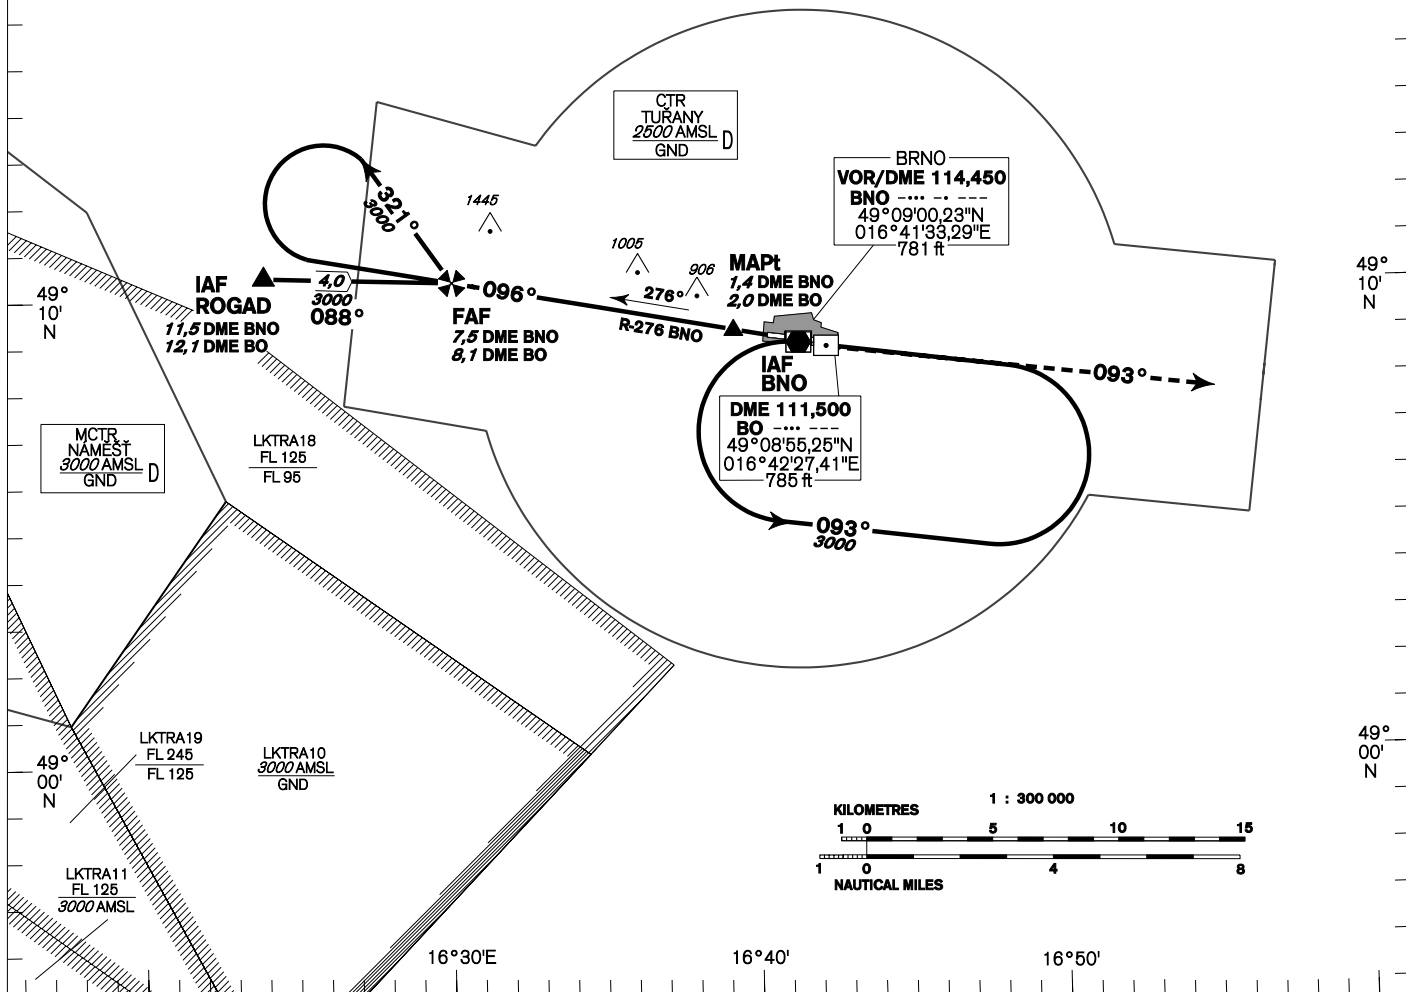 CTR
TUŘANY
2500 AMSL
GND
D
BRNO
VOR/DME 114,450
BNO
49°09'00,23"N
016°41'33,29"E
781 ft
1445
321°
3000
1005
906
MAPt
1,4 DME BNO
2,0 DME BO
276°
R-276 BNO
IAF
ROGAD
11,5 DME BNO
12,1 DME BO
4,0
3000
088°
096°
FAF
7,5 DME BNO
8,1 DME BO
49°
10'
N
49°
10'
N
IAF
BNO
093°
DME 111,500
BO
49°08'55,25"N
016°42'27,41"E
785 ft
093°
3000
MCTR
NÁMĚŠŤ
3000 AMSL
GND
D
LKTRA18
FL 125
FL 95
LKTRA19
FL 245
FL 125
LKTRA10
3000 AMSL
GND
49°
00'
N
49°
00'
N
LKTRA11
FL 125
3000 AMSL
1 : 300 000
KILOMETRES
1 0 5 10 15
1 0 4 8
NAUTICAL MILES
16°30'E
16°40'
16°50'